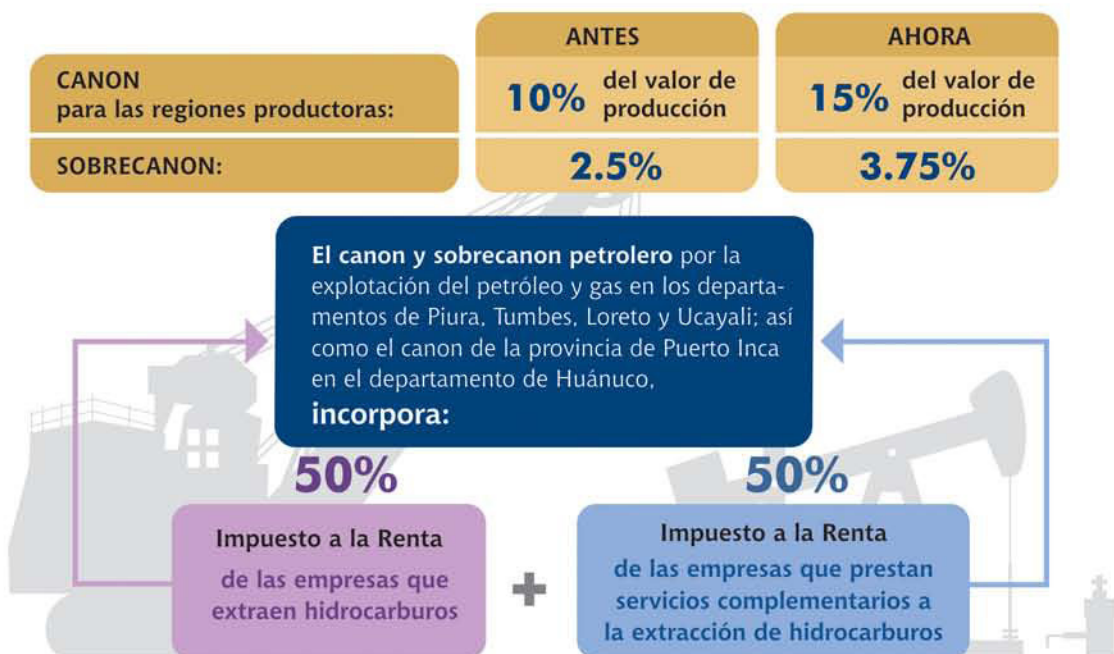 ANTES
AHORA
CANON
para las regiones productoras:
10% del valor de
producción
15% del valor de
producción
SOBRECANON:
2.5%
3.75%
El canon y sobrecanon petrolero por la
explotación del petróleo y gas en los departa-
mentos de Piura, Tumbes, Loreto y Ucayali; así
como el canon de la provincia de Puerto Inca
en el departamento de Huánuco,
incorpora:
50%
50%
Impuesto a la Renta
de las empresas que
extraen hidrocarburos
+
Impuesto a la Renta
de las empresas que prestan
servicios complementarios a
la extracción de hidrocarburos